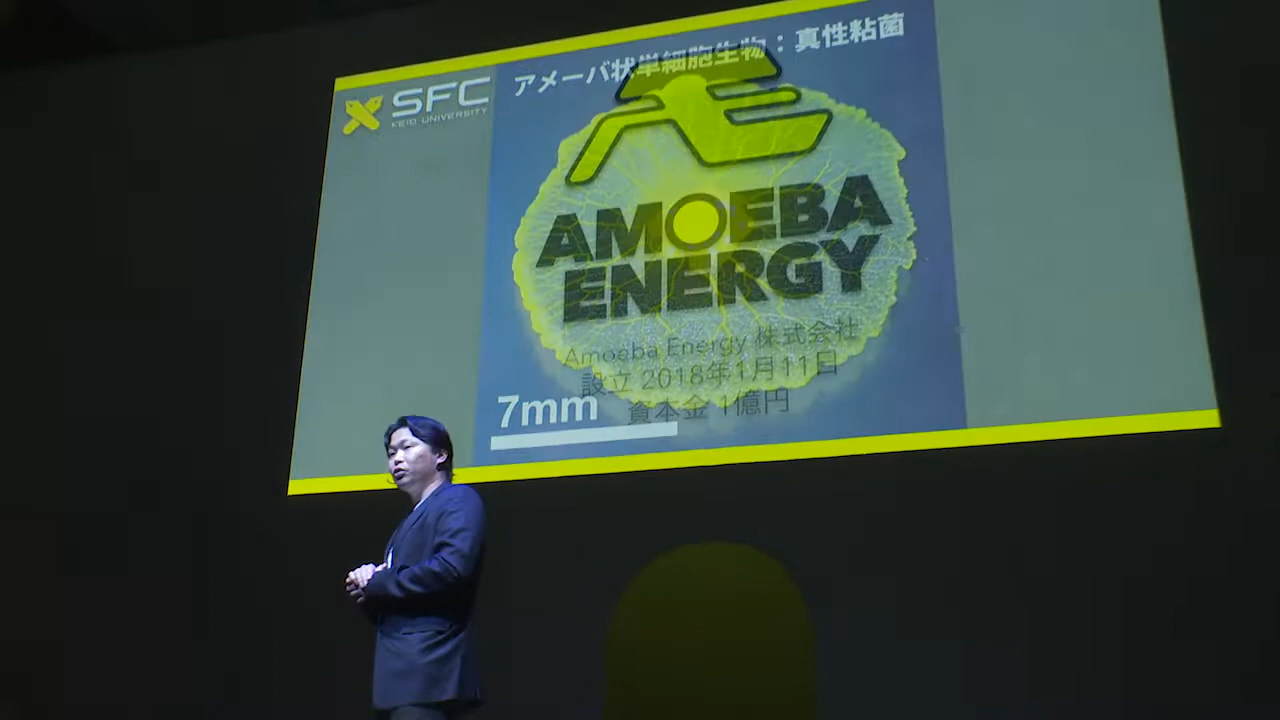 アメーバ状単細胞生物：真性粘菌
SFC
KEIO UNIVERSITY
AMOEBA
ENERGY
Amoeba Energy 株式会社
設立 2018年1月11日
資本金 1億円
7mm